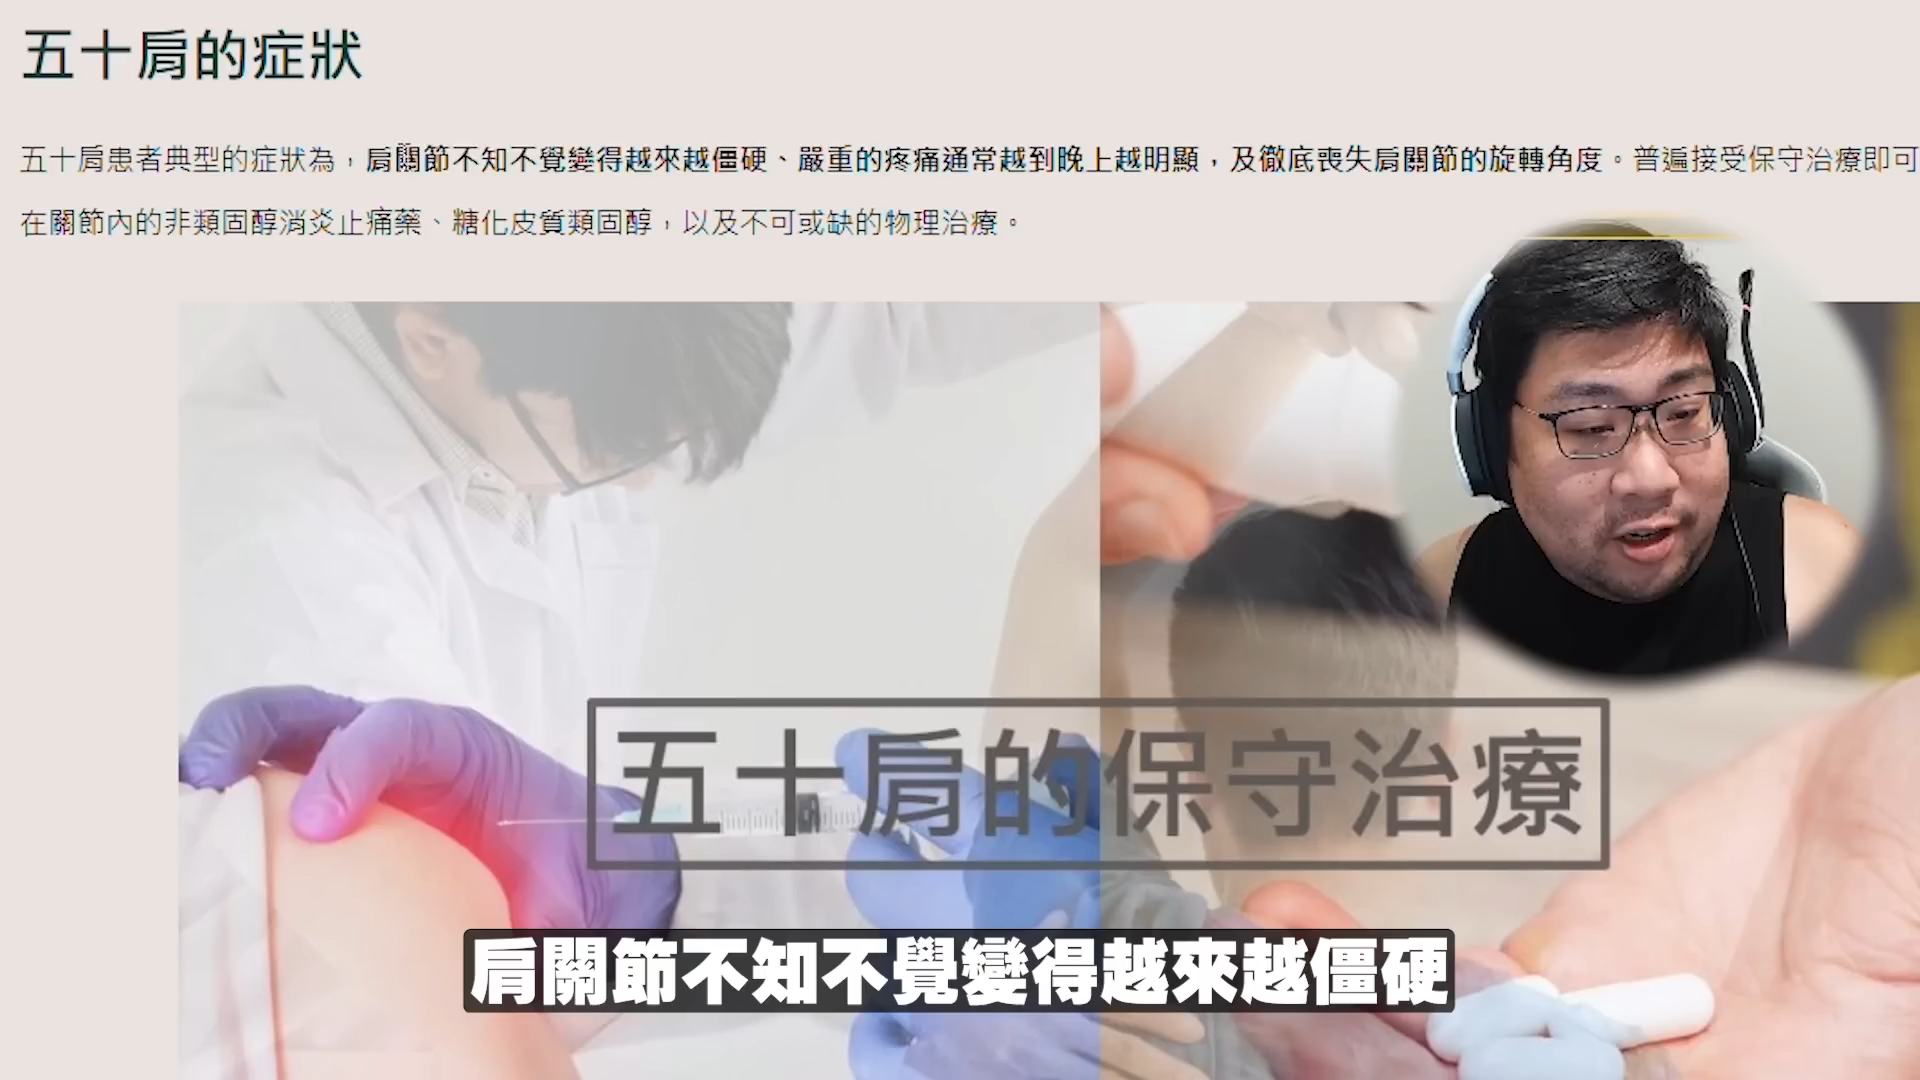 五十肩的症狀
五十肩患者典型的症狀為，肩關節不知不覺變得越來越僵硬、嚴重的疼痛通常越到晚上越明顯，及徹底喪失肩關節的旋轉角度。普遍接受保守治療即可
在關節內的非類固醇消炎止痛藥、糖化皮質類固醇，以及不可或缺的物理治療。
五十肩的保守治療
肩關節不知不覺變得越來越僵硬